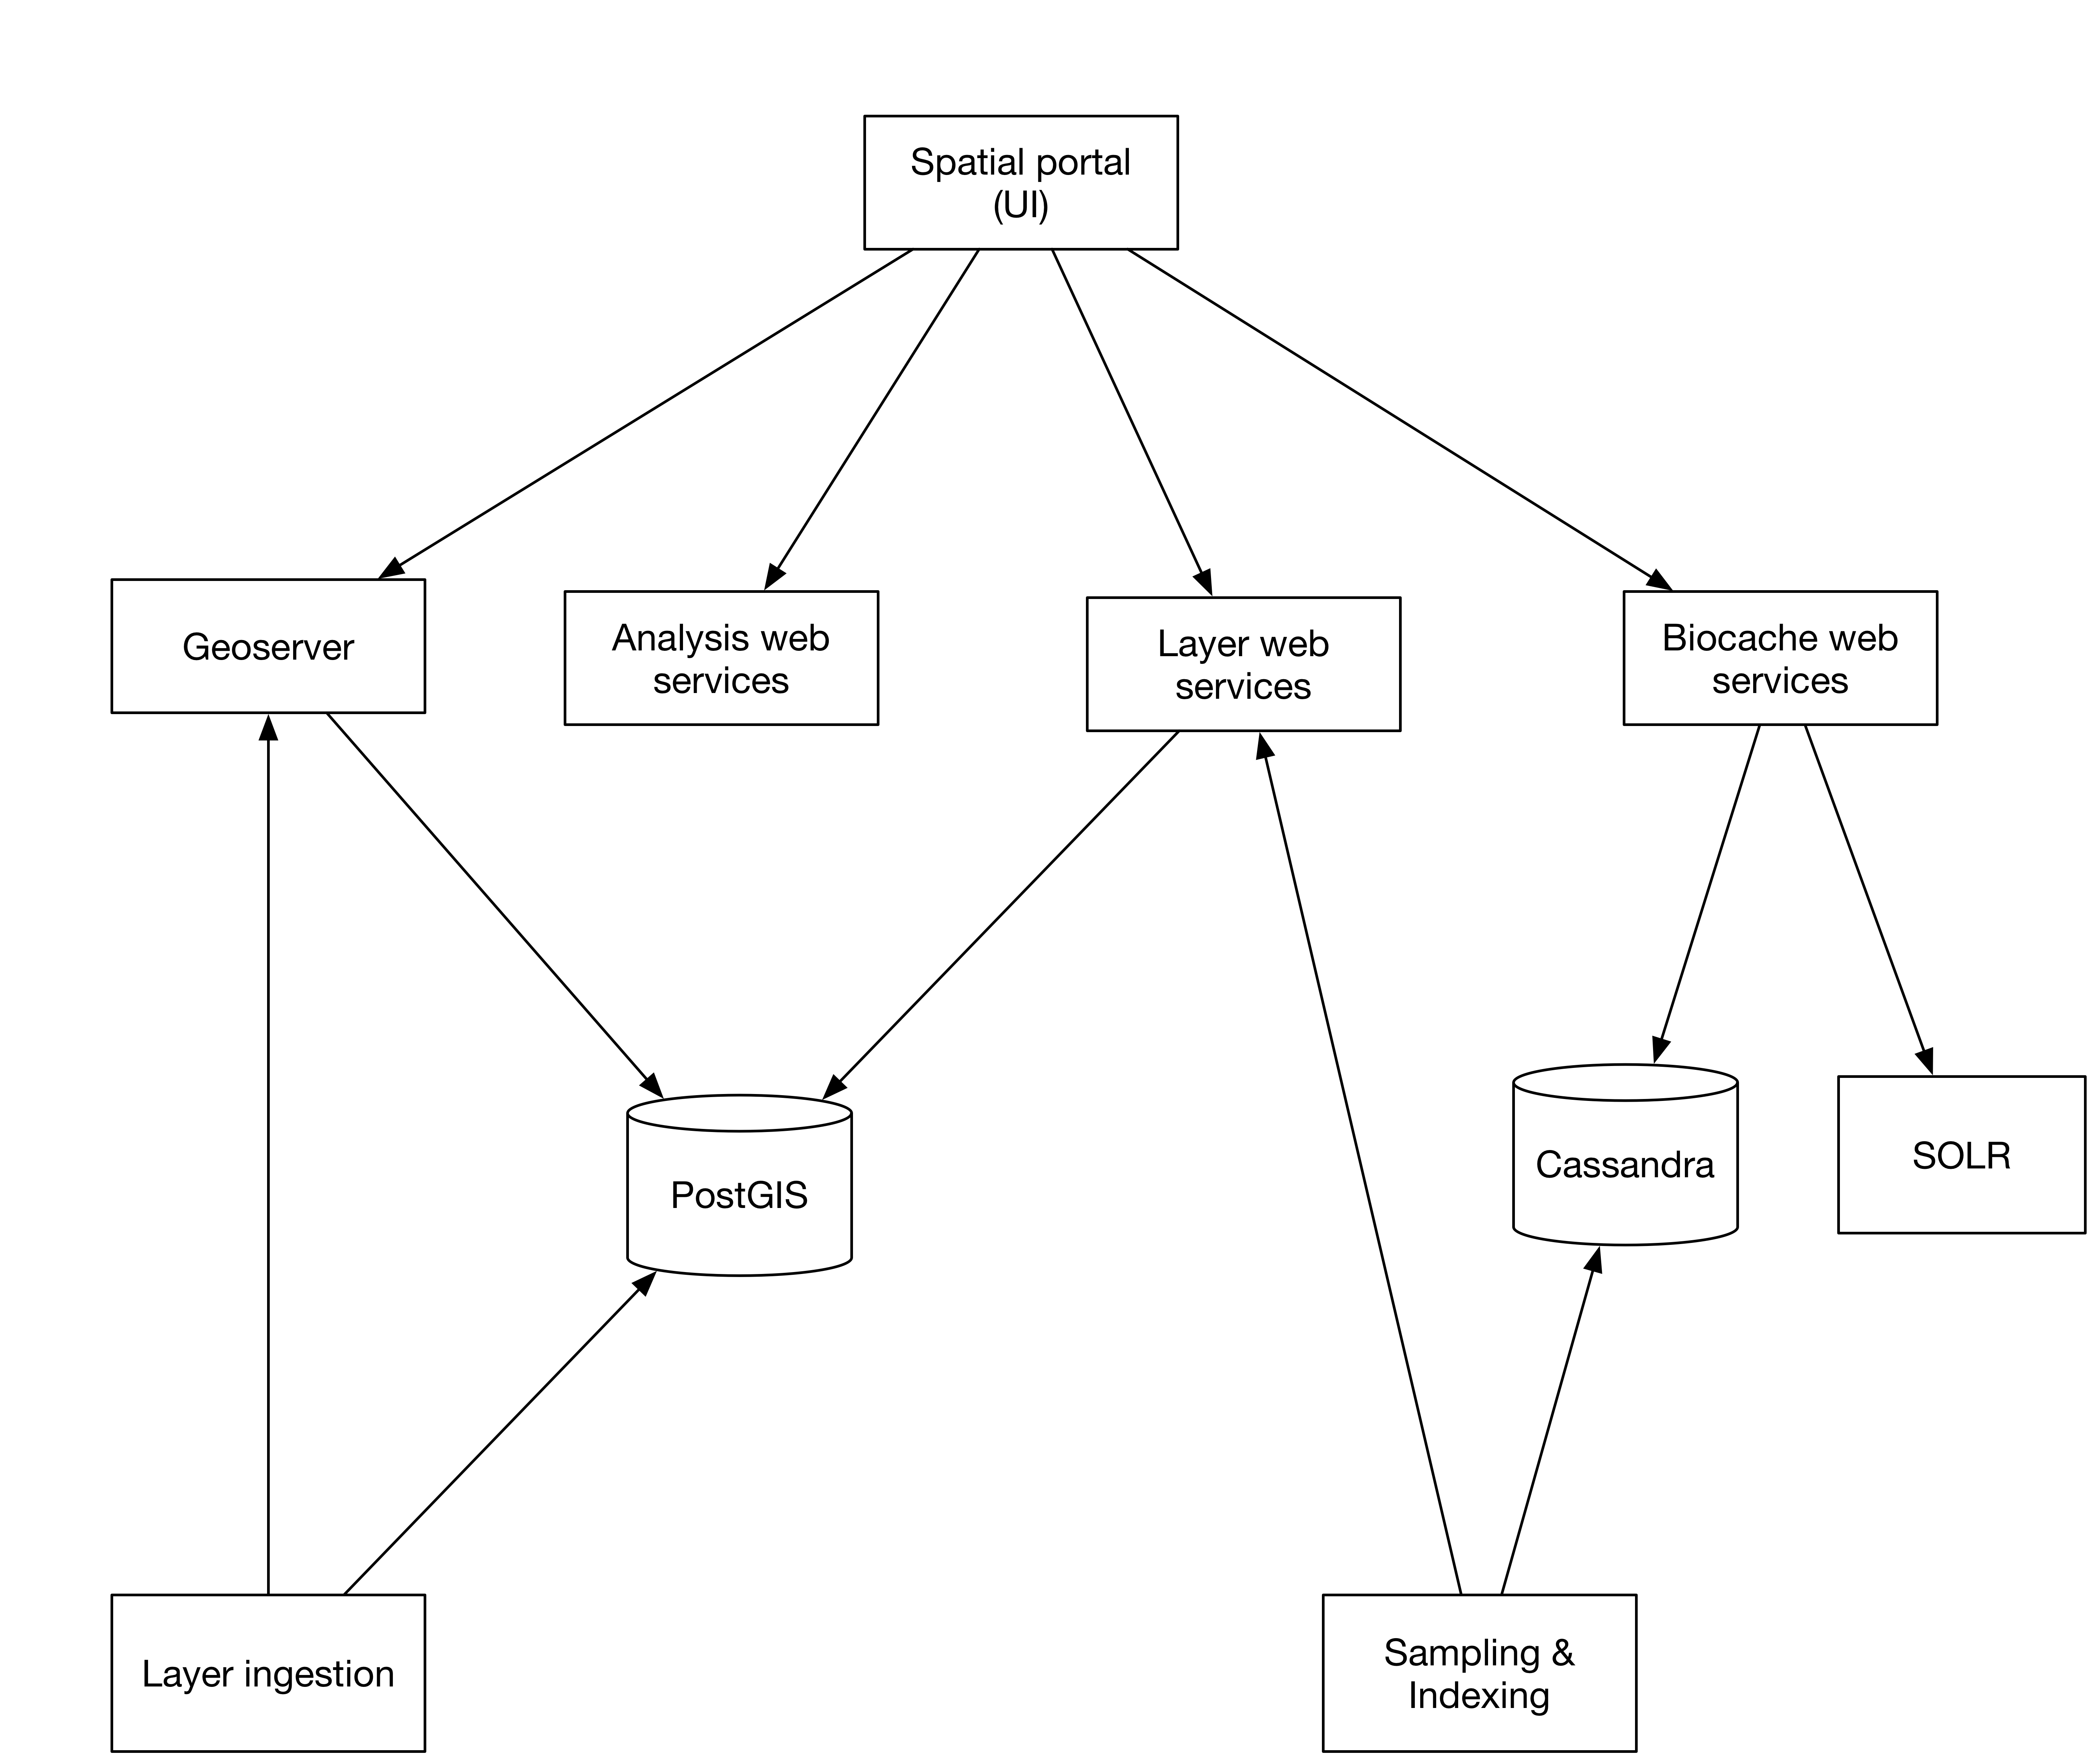 Spatial portal
(UI)
Geoserver
Analysis web
services
Layer web
services
Biocache web
services
PostGIS
Cassandra
SOLR
Layer ingestion
Sampling &
Indexing